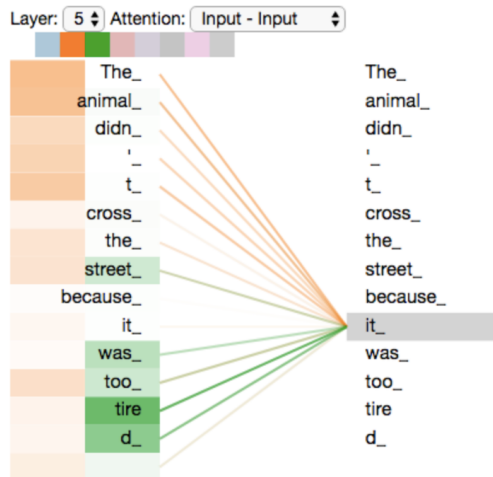 Layer: 5 Attention: Input - Input
The_ The_
animal_ animal_
didn_ didn_
'_ '_
t_ t_
cross_ cross_
the_ the_
street_ street_
because_ because_
it_ it_
was_ was_
too_ too_
tire tire
d_ d_